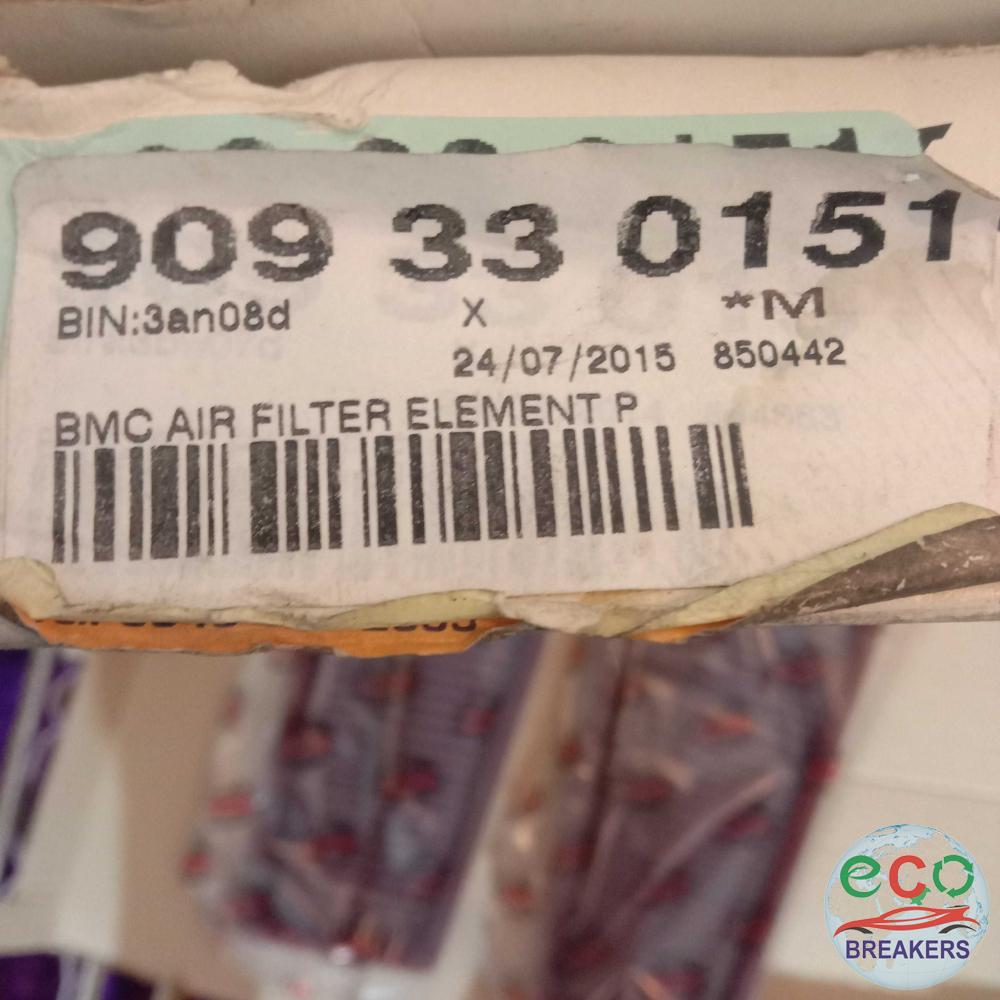 909 33 0151
BIN:3an08d X *M
24/07/2015 850442
BMC AIR FILTER ELEMENT P
eco
BREAKERS